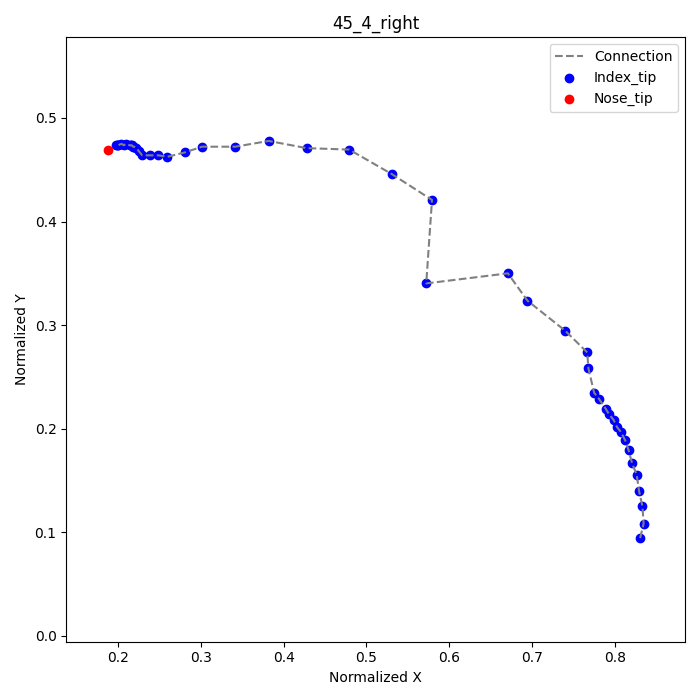 45_4_right
Connection
Index_tip
Nose_tip
0.5
0.4
0.3
0.2
0.1
0.0
Normalized Y
0.2 0.3 0.4 0.5 0.6 0.7 0.8
Normalized X